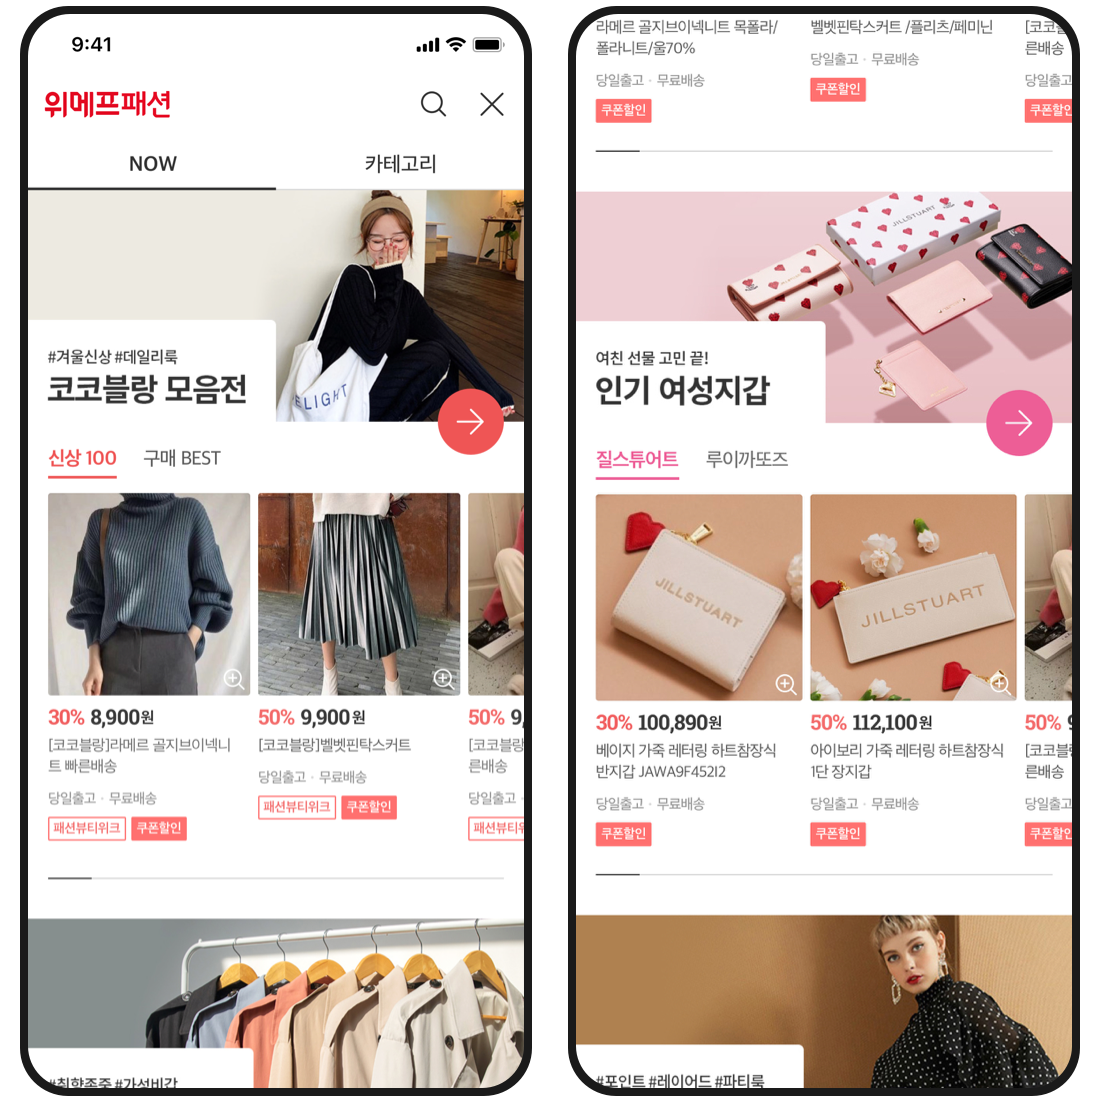 9:41
위메프패션
NOW
카테고리
LIGHT
#겨울신상 #데일리룩
코코블랑 모음전
신상 100
구매 BEST
30% 8,900원
[코코블랑]라메르 골지브이넥니
트 빠른배송
당일출고 · 무료배송
패션뷰티위크
쿠폰할인
50% 9,900원
[코코블랑]벨벳핀탁스커트
당일출고 · 무료배송
패션뷰티위크
쿠폰할인
50% 9,
[코코블랑
른배송
당일출고 ·
패션뷰티위
#취향존중 #가성비갑
라메르 골지브이넥니트 목폴라/
폴라니트/울70%
당일출고 · 무료배송
쿠폰할인
벨벳핀탁스커트 /플리츠/페미닌
당일출고 · 무료배송
쿠폰할인
[코코블
른배송
당일출고
쿠폰할인
JILLSTUART
여친 선물 고민 끝!
인기 여성지갑
질스튜어트
루이까또즈
JILLSTUART
JILLSTUART
30% 100,890원
베이지 가죽 레터링 하트참장식
반지갑 JAWA9F452I2
당일출고 · 무료배송
쿠폰할인
50% 112,100원
아이보리 가죽 레터링 하트참장식
1단 장지갑
당일출고 · 무료배송
쿠폰할인
50% 9
[코코블
른배송
당일출고
쿠폰할인
#포인트 #레이어드 #파티룩